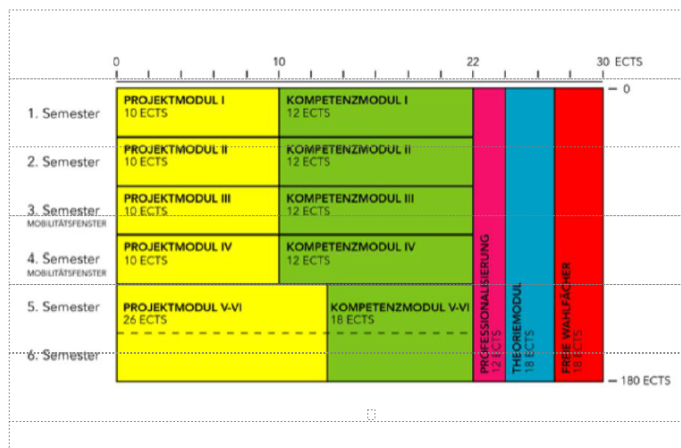 0 10 22 30 ECTS
0
1. Semester
PROJEKTMODUL I
10 ECTS
KOMPETENZMODUL I
12 ECTS
2. Semester
PROJEKTMODUL II
10 ECTS
KOMPETENZMODUL II
12 ECTS
3. Semester
MOBILITÄTSFENSTER
PROJEKTMODUL III
10 ECTS
KOMPETENZMODUL III
12 ECTS
4. Semester
MOBILITÄTSFENSTER
PROJEKTMODUL IV
10 ECTS
KOMPETENZMODUL IV
12 ECTS
5. Semester
PROJEKTMODUL V-VI
26 ECTS
KOMPETENZMODUL V-VI
18 ECTS
6. Semester
PROFESSIONALISIERUNG
12 ECTS
THEORIEMODUL
18 ECTS
FREIE WAHLFÄCHER
18 ECTS
180 ECTS